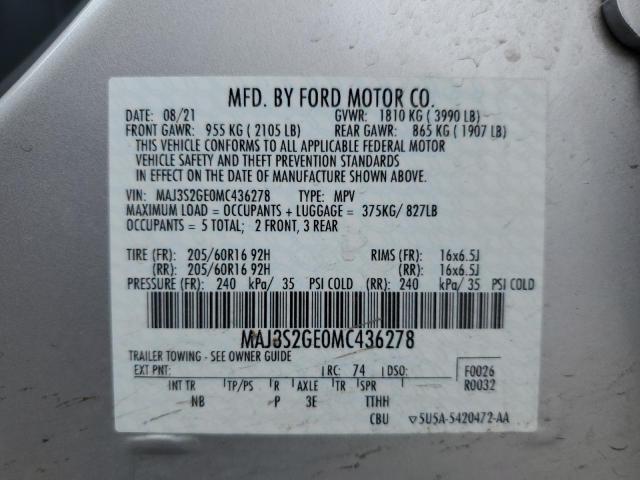 MFD. BY FORD MOTOR CO.
DATE: 08/21 GVWR: 1810 KG ( 3990 LB)
FRONT GAWR: 955 KG ( 2105 LB) REAR GAWR: 865 KG ( 1907 LB)
THIS VEHICLE CONFORMS TO ALL APPLICABLE FEDERAL MOTOR
VEHICLE SAFETY AND THEFT PREVENTION STANDARDS
IN EFFECT ON THE DATE OF MANUFACTURE SHOWN ABOVE.
VIN: MAJ3S2GE0MC436278 TYPE: MPV
MAXIMUM LOAD = OCCUPANTS + LUGGAGE = 375KG/ 827LB
OCCUPANTS = 5 TOTAL; 2 FRONT, 3 REAR
TIRE (FR): 205/60R16 92H RIMS (FR): 16x6.5J
(RR): 205/60R16 92H (RR): 16x6.5J
PRESSURE (FR): 240 kPa/ 35 PSI COLD (RR): 240 kPa/ 35 PSI COLD
MAJ3S2GE0MC436278
TRAILER TOWING - SEE OWNER GUIDE
EXT PNT: RC: 74 DSO: F0026
R0032
INT TR TP/PS R AXLE TR SPR
NB P 3E TTHH
CBU ▽5U5A-5420472-AA